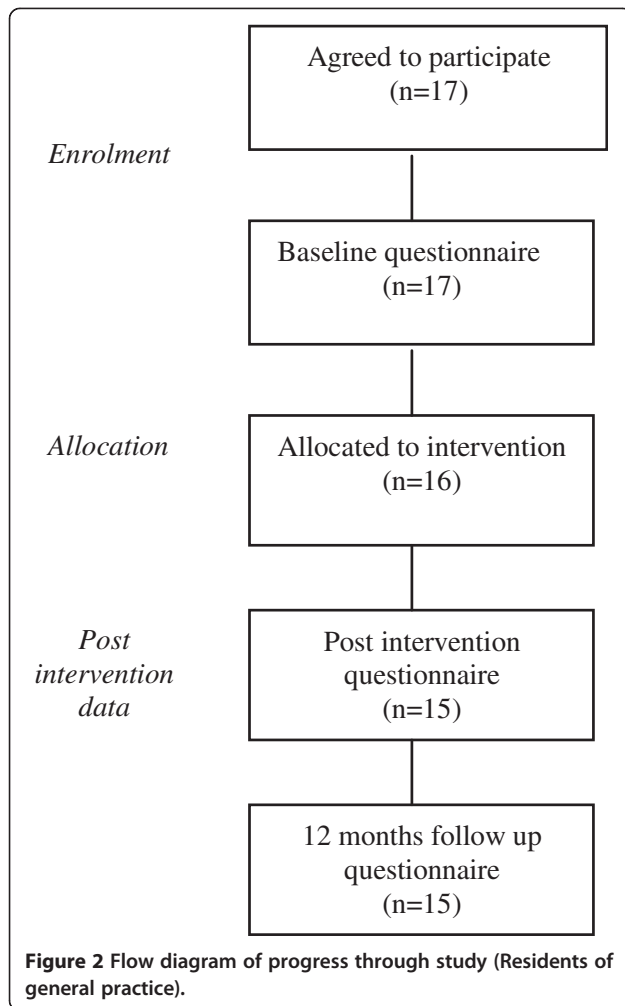 Agreed to participate
(n=17)
Enrolment
Baseline questionnaire
(n=17)
Allocation
Allocated to intervention
(n=16)
Post
intervention
data
Post intervention
questionnaire
(n=15)
12 months follow up
questionnaire
(n=15)
Figure 2 Flow diagram of progress through study (Residents of
general practice).